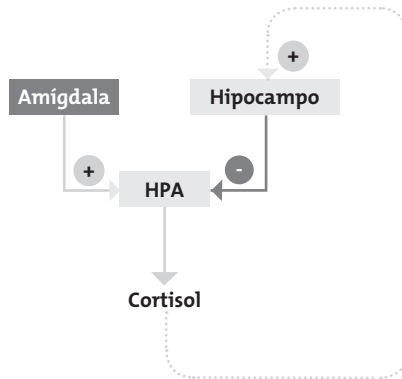 +
Amígdala
Hipocampo
+
-
HPA
Cortisol